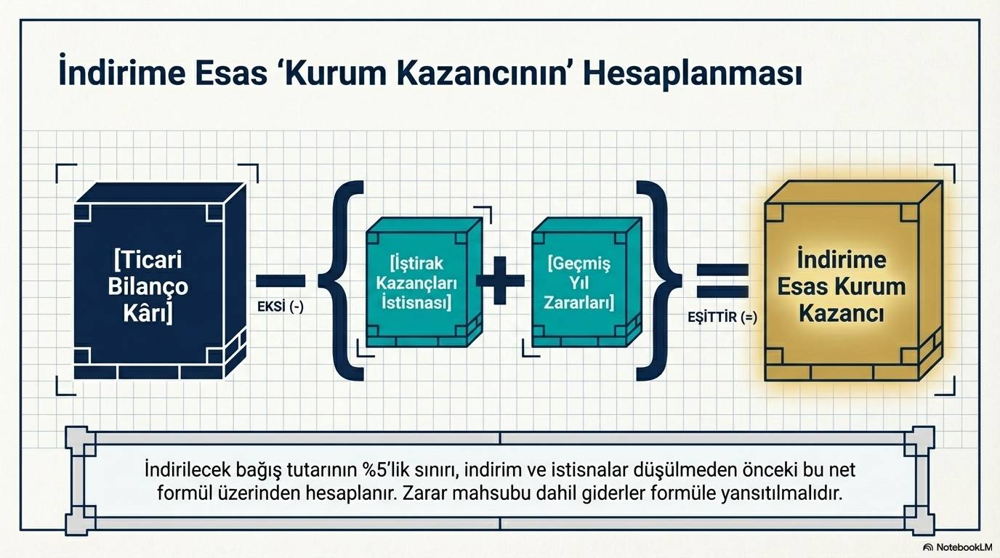 İndirime Esas ‘Kurum Kazancının’ Hesaplanması
[Ticari
Bilanço
Kârı]
EKSİ (-)
{
[İştirak
Kazançları
İstisnası]
+
[Geçmiş
Yıl
Zararları]
}
=
EŞİTTİR (=)
İndirime
Esas Kurum
Kazancı
İndirilecek bağış tutarının %5’lik sınırı, indirim ve istisnalar düşülmeden önceki bu net
formül üzerinden hesaplanır. Zarar mahsubu dahil giderler formüle yansıtılmalıdır.
NotebookLM